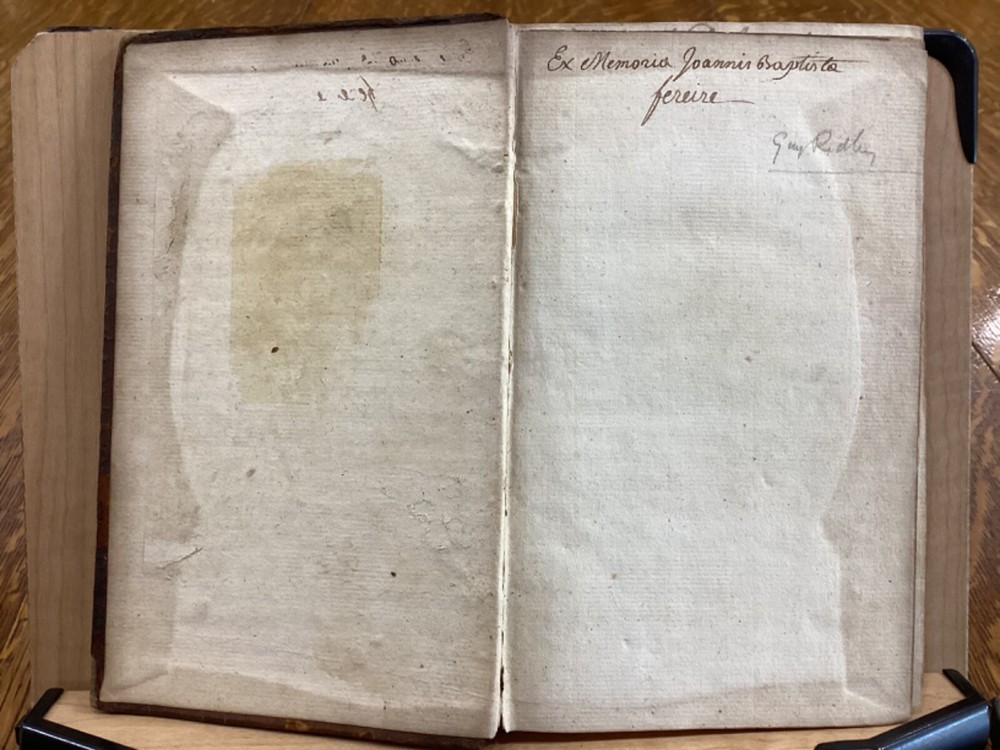 Ex Memoria Joannis Baptista
fereire
Guy Ridley